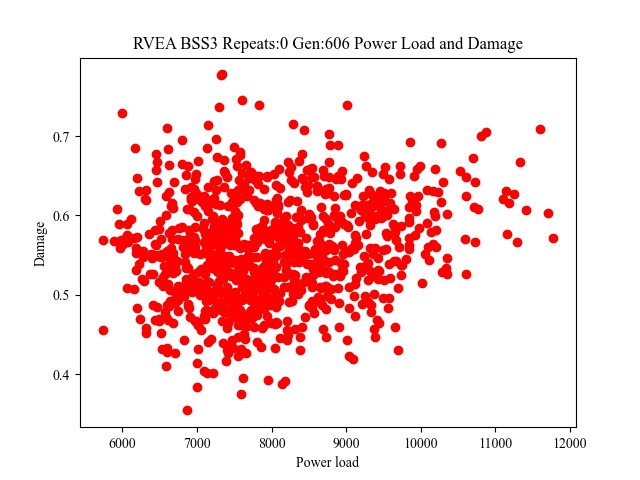 RVEA BSS3 Repeats:0 Gen:606 Power Load and Damage
Damage
0.7
0.6
0.5
0.4
6000 7000 8000 9000 10000 11000 12000
Power load